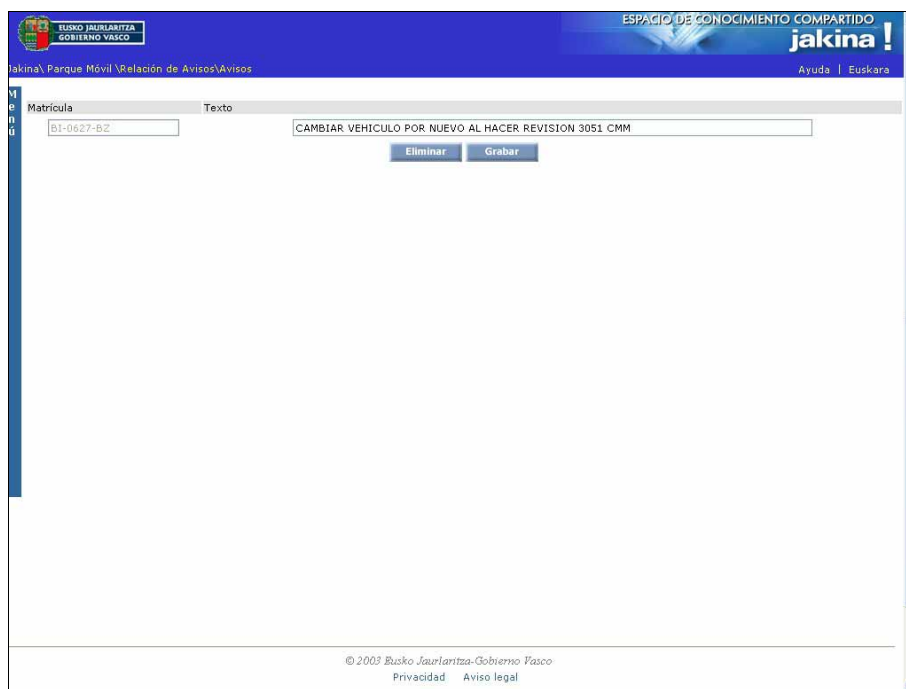 EUSKO JAURLARITZA
GOBIERNO VASCO
ESPACIO DE CONOCIMIENTO COMPARTIDO
jakina!
Jakina\ Parque Móvil \Relación de Avisos\Avisos
Ayuda | Euskara
Menú
Matrícula Texto
BI-0627-BZ CAMBIAR VEHICULO POR NUEVO AL HACER REVISION 3051 CMM
Eliminar Grabar
© 2003 Eusko Jaurlaritza-Gobierno Vasco
Privacidad Aviso legal